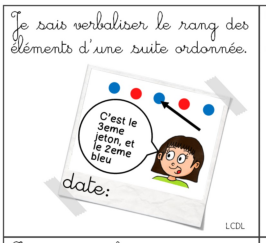 Je sais verbaliser le rang des
éléments d'une suite ordonnée.
C'est le
3eme
jeton, et
le 2eme
bleu
date:
LCDL